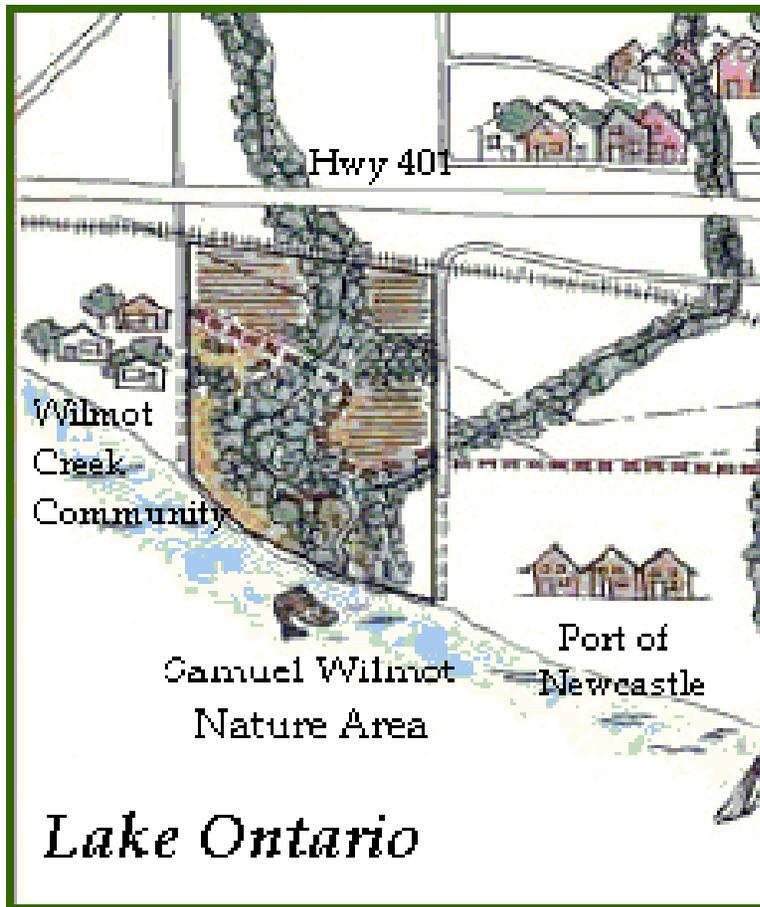 Hwy 401
Wilmot
Creek
Community
Samuel Wilmot
Nature Area
Port of
Newcastle
Lake Ontario